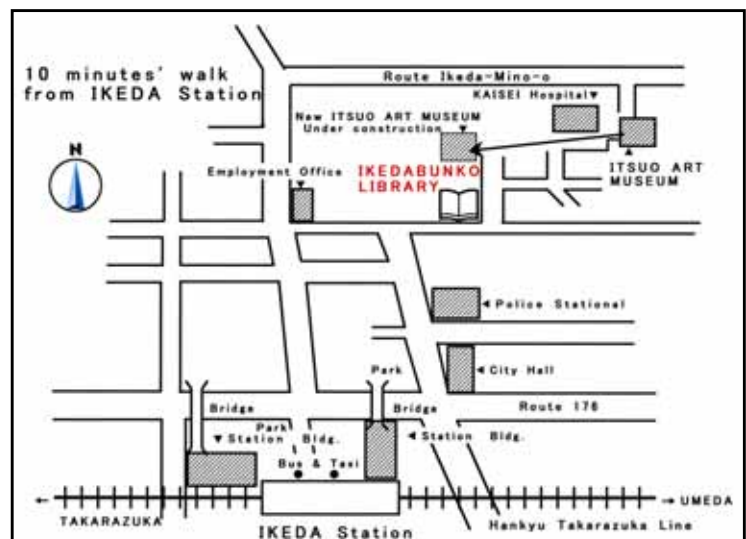 10 minutes' walk
from IKEDA Station
Route Ikeda-Mino-o
KAISEI Hospital▼
New ITSUO ART MUSEUM
Under construction
N
Employment Office
IKEDABUNKO
LIBRARY
ITSUO ART
MUSEUM
◄Police Stational
Park
◄City Hall
Bridge
Bridge
Route 176
Park
▼Station Bldg.
◄Station Bldg.
Bus & Taxi
←
→ UMEDA
TAKARAZUKA
IKEDA Station
Hankyu Takarazuka Line